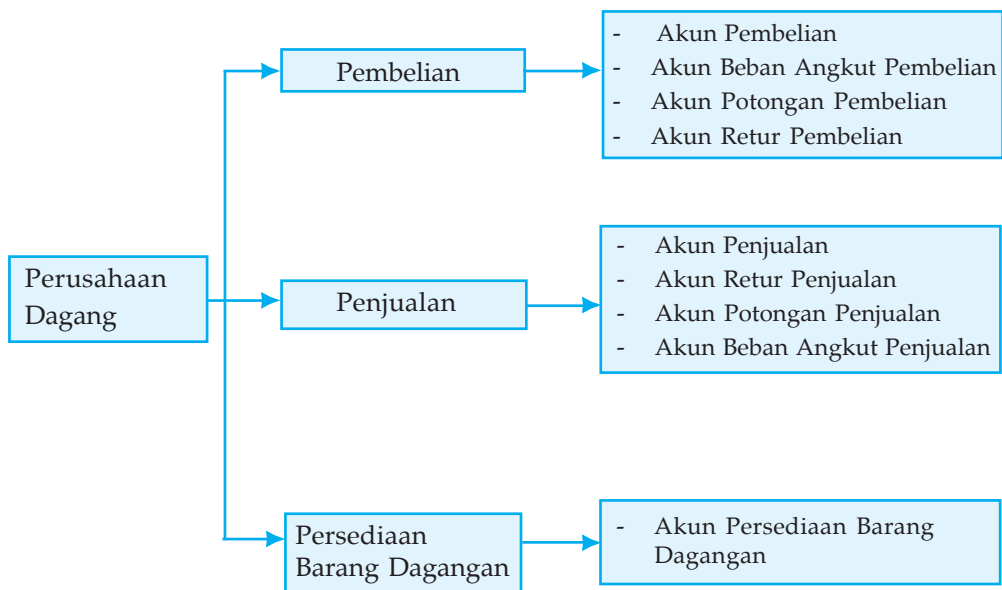 Perusahaan
Dagang
Pembelian
- Akun Pembelian
- Akun Beban Angkut Pembelian
- Akun Potongan Pembelian
- Akun Retur Pembelian
Penjualan
- Akun Penjualan
- Akun Retur Penjualan
- Akun Potongan Penjualan
- Akun Beban Angkut Penjualan
Persediaan
Barang Dagangan
- Akun Persediaan Barang
Dagangan